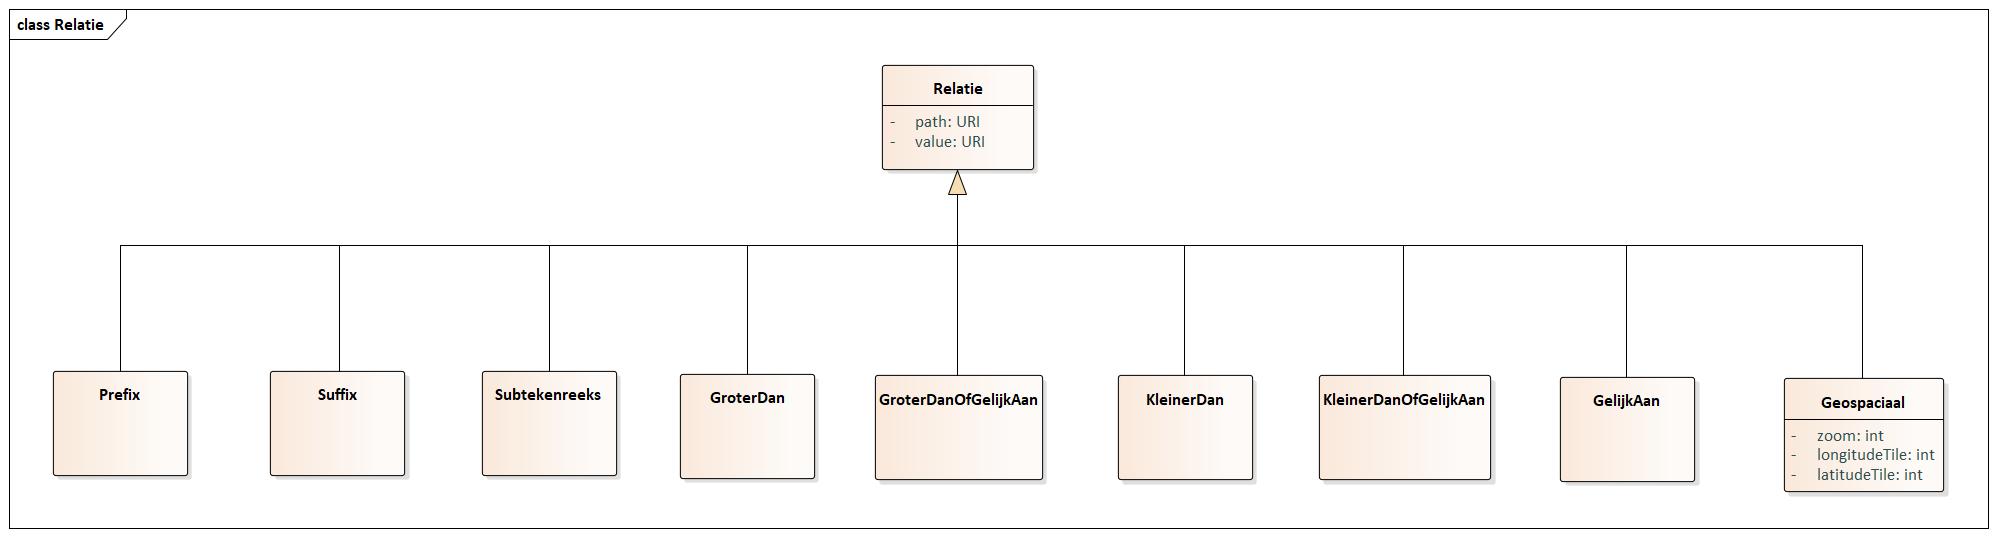 class Relatie
Relatie
- path: URI
- value: URI
Prefix
Suffix
Subtekenreeks
GroterDan
GroterDanOfGelijkAan
KleinerDan
KleinerDanOfGelijkAan
GelijkAan
Geospaciaal
- zoom: int
- longitudeTile: int
- latitudeTile: int